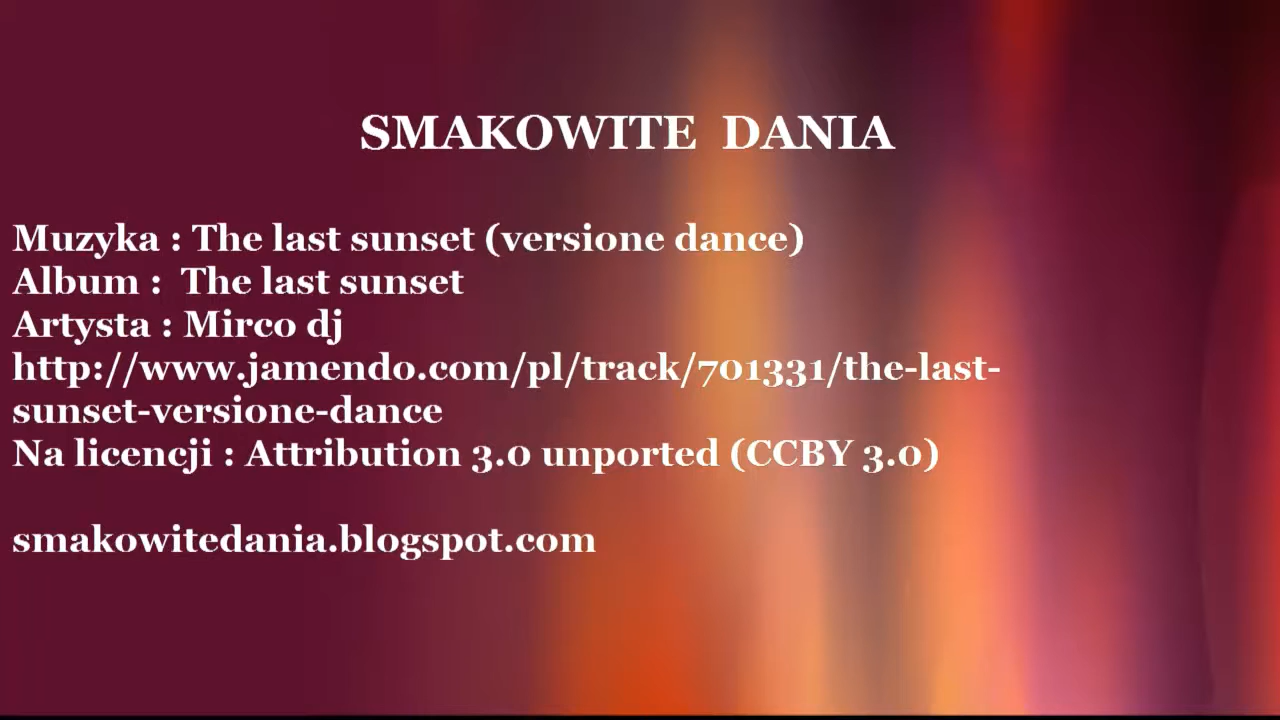 SMAKOWITE DANIA
Muzyka : The last sunset (versione dance)
Album : The last sunset
Artysta : Mirco dj
http://www.jamendo.com/pl/track/701331/the-last-
sunset-versione-dance
Na licencji : Attribution 3.0 unported (CCBY 3.0)
smakowitedania.blogspot.com